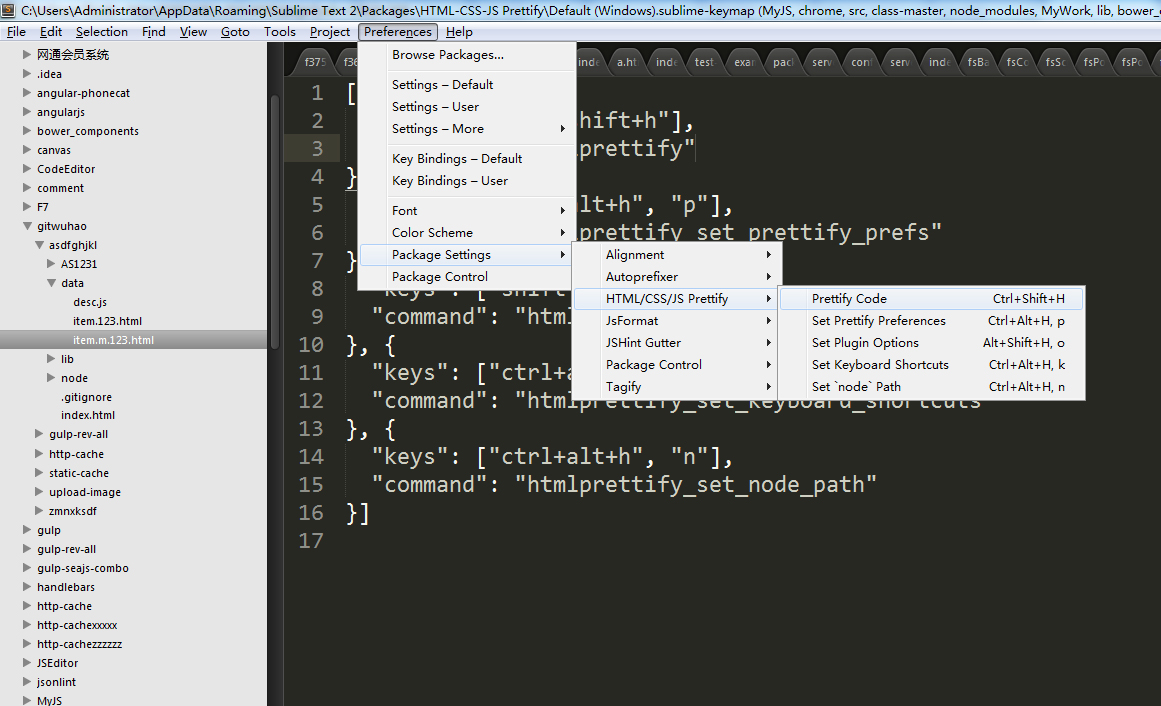 C:\Users\Administrator\AppData\Roaming\Sublime Text 2\Packages\HTML-CSS-JS Prettify\Default (Windows).sublime-keymap (MyJS, chrome, src, class-master, node_modules, MyWork, lib, bower_c
File Edit Selection Find View Goto Tools Project Preferences Help
网通会员系统
.idea
angular-phonecat
angularjs
bower_components
canvas
CodeEditor
comment
F7
gitwuhao
asdfghjkl
AS1231
data
desc.js
item.123.html
item.m.123.html
lib
node
.gitignore
index.html
gulp-rev-all
http-cache
static-cache
upload-image
zmnxksdf
gulp
gulp-rev-all
gulp-seajs-combo
handlebars
http-cache
http-cachexxxxx
http-cachezzzzzz
JSEditor
jsonlint
MyJS
f375 f36 inde a.ht inde test exar pack serv con serv inde fsBa fsCo fsSc fsPc fsPc
1 [
2 hift+h"],
3 prettify"
4 }
5 lt+h", "p"],
6 prettify_set_prettify_prefs"
7 }
8 "keys": ["shift
9 "command": "html
10 }, {
11 "keys": ["ctrl+a
12 "command": "htmlprettify_set_keyboard_shortcuts
13 }, {
14 "keys": ["ctrl+alt+h", "n"],
15 "command": "htmlprettify_set_node_path"
16 }]
17
Browse Packages...
Settings – Default
Settings – User
Settings – More
Key Bindings – Default
Key Bindings – User
Font
Color Scheme
Package Settings
Package Control
Alignment
Autoprefixer
HTML/CSS/JS Prettify
JsFormat
JSHint Gutter
Package Control
Tagify
Prettify Code Ctrl+Shift+H
Set Prettify Preferences Ctrl+Alt+H, p
Set Plugin Options Alt+Shift+H, o
Set Keyboard Shortcuts Ctrl+Alt+H, k
Set `node` Path Ctrl+Alt+H, n